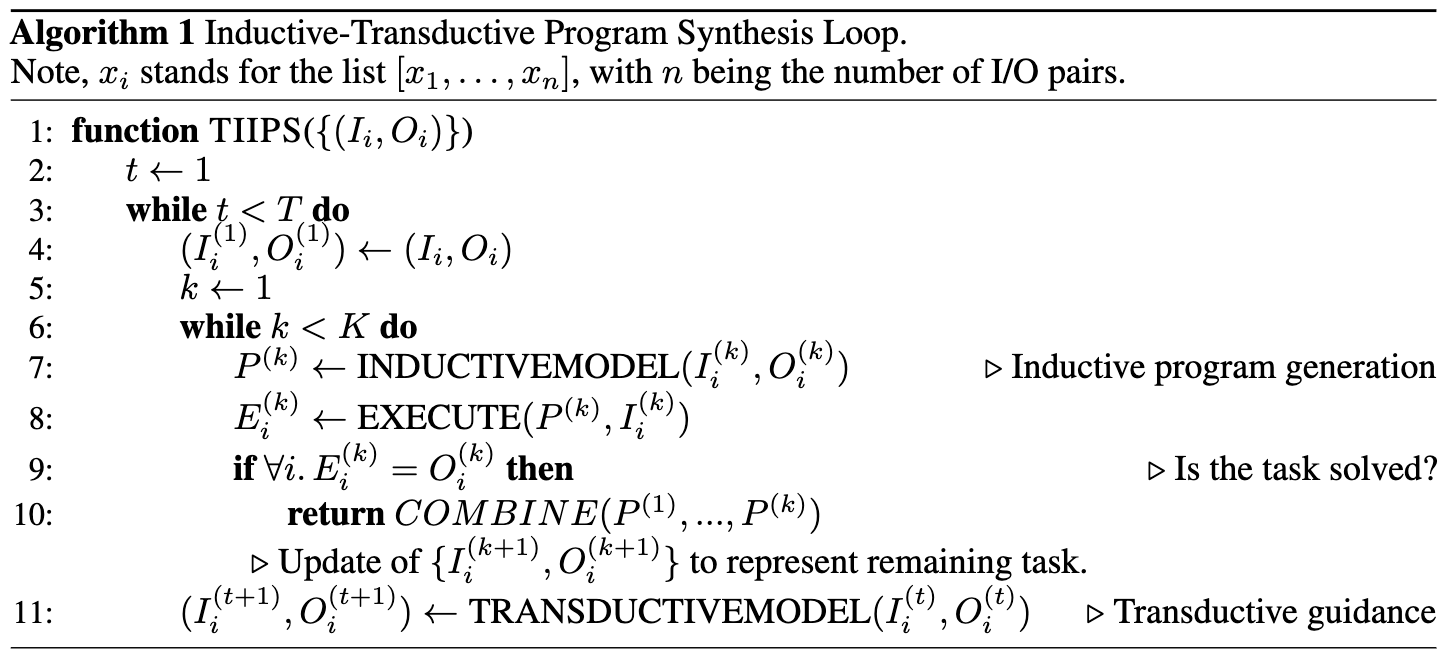 Algorithm 1 Inductive-Transductive Program Synthesis Loop.
Note, $x_i$ stands for the list $[x_1, \ldots, x_n]$, with $n$ being the number of I/O pairs.
1: function TIIPS($\{(I_i, O_i)\}$)
2: $t \leftarrow 1$
3: while $t < T$ do
4: $(I_i^{(1)}, O_i^{(1)}) \leftarrow (I_i, O_i)$
5: $k \leftarrow 1$
6: while $k < K$ do
7: $P^{(k)} \leftarrow$ INDUCTIVEMODEL$(I_i^{(k)}, O_i^{(k)})$ ▷ Inductive program generation
8: $E_i^{(k)} \leftarrow$ EXECUTE$(P^{(k)}, I_i^{(k)})$
9: if $\forall i. E_i^{(k)} = O_i^{(k)}$ then ▷ Is the task solved?
10: return $COMBINE(P^{(1)}, ..., P^{(k)})$
▷ Update of $\{I_i^{(k+1)}, O_i^{(k+1)}\}$ to represent remaining task.
11: $(I_i^{(t+1)}, O_i^{(t+1)}) \leftarrow$ TRANSDUCTIVEMODEL$(I_i^{(t)}, O_i^{(t)})$ ▷ Transductive guidance